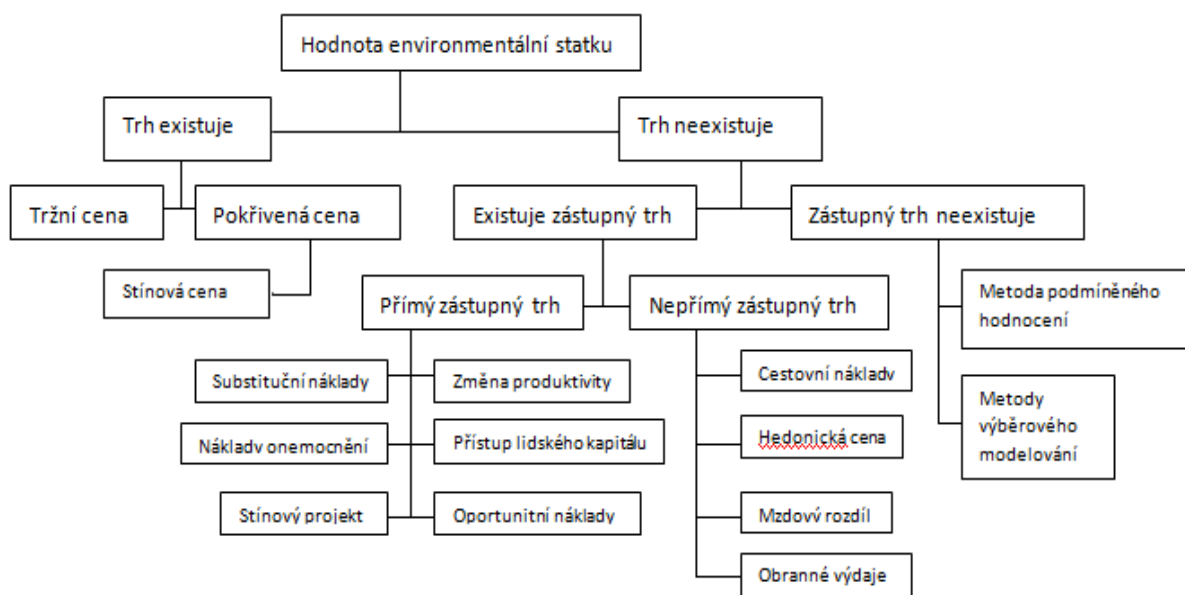 Hodnota environmentální statku
Trh existuje
Trh neexistuje
Tržní cena
Pokřivená cena
Existuje zástupný trh
Zástupný trh neexistuje
Stínová cena
Přímý zástupný trh
Nepřímý zástupný trh
Metoda podmíněného
hodnocení
Substituční náklady
Změna produktivity
Cestovní nákladv
Metody
výběrového
modelování
Nákladv onemocnění
Přístup lidského kapitálu
Hedonická cena
Stínový projekt
Oportunitní náklady
Mzdový rozdíl
Obranné výdaje